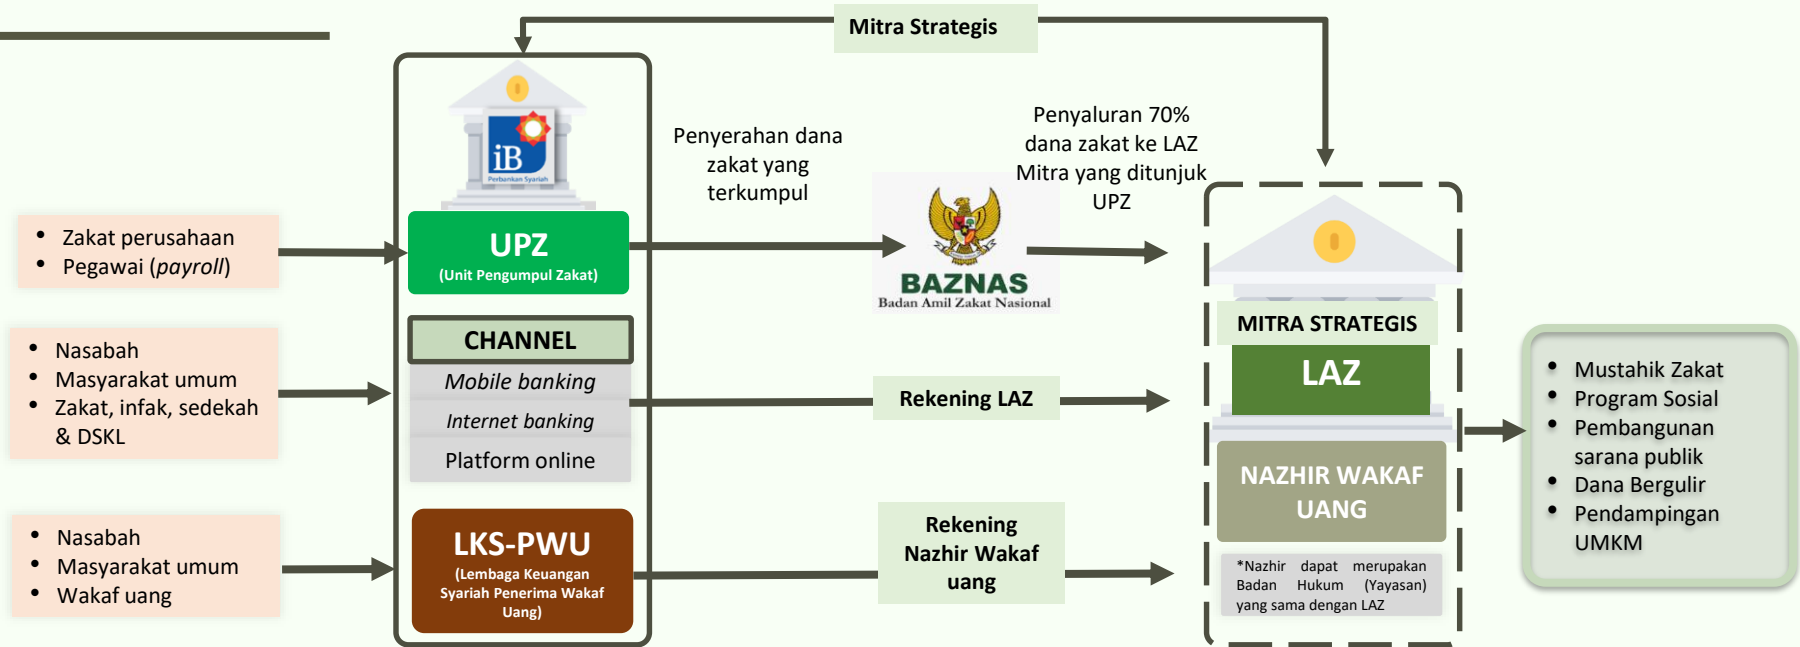 Mitra Strategis
iB
Perbankan Syariah
• Zakat perusahaan
• Pegawai (payroll)
UPZ
(Unit Pengumpul Zakat)
Penyerahan dana
zakat yang
terkumpul
BAZNAS
Badan Amil Zakat Nasional
Penyaluran 70%
dana zakat ke LAZ
Mitra yang ditunjuk
UPZ
• Nasabah
• Masyarakat umum
• Zakat, infak, sedekah
& DSKL
CHANNEL
Mobile banking
Internet banking
Platform online
Rekening LAZ
• Nasabah
• Masyarakat umum
• Wakaf uang
LKS-PWU
(Lembaga Keuangan
Syariah Penerima Wakaf
Uang)
Rekening
Nazhir Wakaf
uang
MITRA STRATEGIS
LAZ
NAZHIR WAKAF
UANG
*Nazhir dapat merupakan
Badan Hukum (Yayasan)
yang sama dengan LAZ
• Mustahik Zakat
• Program Sosial
• Pembangunan
sarana publik
• Dana Bergulir
• Pendampingan
UMKM